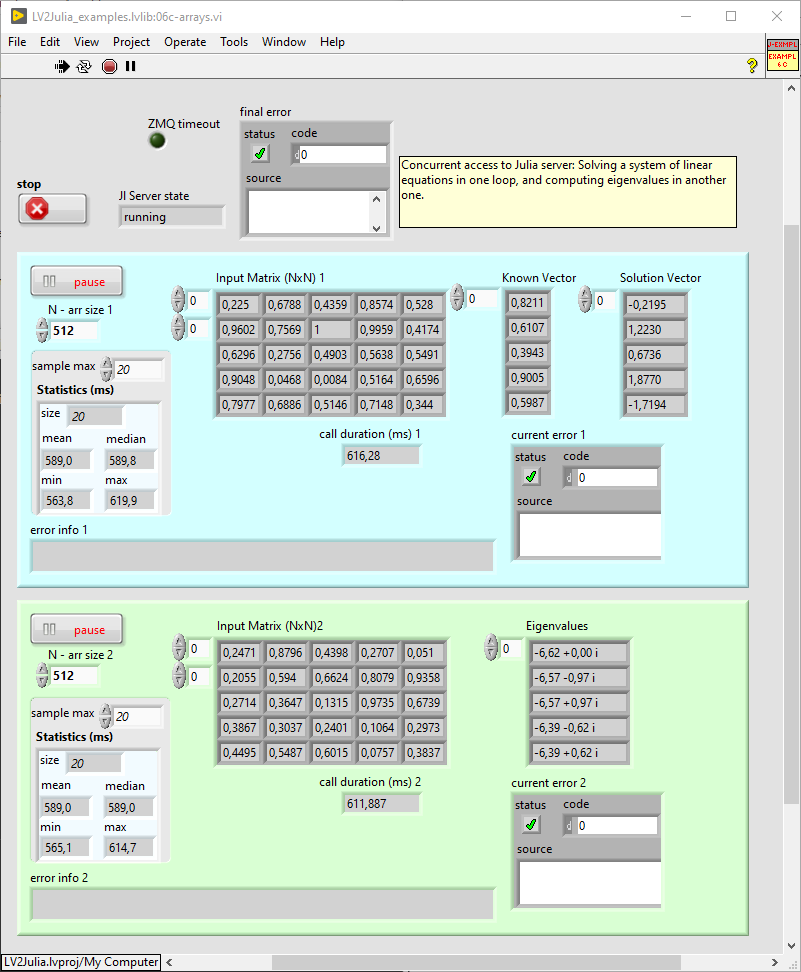 LV2Julia_examples.lvlib:06c-arrays.vi
File Edit View Project Operate Tools Window Help
J-EXMPL
EXAMPL
6 C
ZMQ timeout
final error
status code
d 0
source
Concurrent access to Julia server: Solving a system of linear
equations in one loop, and computing eigenvalues in another
one.
stop
Jl Server state
running
pause
N - arr size 1
512
sample max 20
Statistics (ms)
size 20
mean median
589,0 589,8
min max
563,8 619,9
Input Matrix (NxN) 1
0
0
0,225 0,6788 0,4359 0,8574 0,528
0,9602 0,7569 1 0,9959 0,4174
0,6296 0,2756 0,4903 0,5638 0,5491
0,9048 0,0468 0,0084 0,5164 0,6596
0,7977 0,6886 0,5146 0,7148 0,344
Known Vector
0
0,8211
0,6107
0,3943
0,9005
0,5987
Solution Vector
0
-0,2195
1,2230
0,6736
1,8770
-1,7194
call duration (ms) 1
616,28
current error 1
status code
d 0
source
error info 1
pause
N - arr size 2
512
sample max 20
Statistics (ms)
size 20
mean median
589,0 589,0
min max
565,1 614,7
Input Matrix (NxN)2
0
0
0,2471 0,8796 0,4398 0,2707 0,051
0,2055 0,594 0,6624 0,8079 0,9358
0,2714 0,3647 0,1315 0,9735 0,6739
0,3867 0,3037 0,2401 0,1064 0,2973
0,4495 0,5487 0,6015 0,0757 0,3837
Eigenvalues
0
-6,62 +0,00 i
-6,57 -0,97 i
-6,57 +0,97 i
-6,39 -0,62 i
-6,39 +0,62 i
call duration (ms) 2
611,887
current error 2
status code
d 0
source
error info 2
LV2Julia.lvproj/My Computer